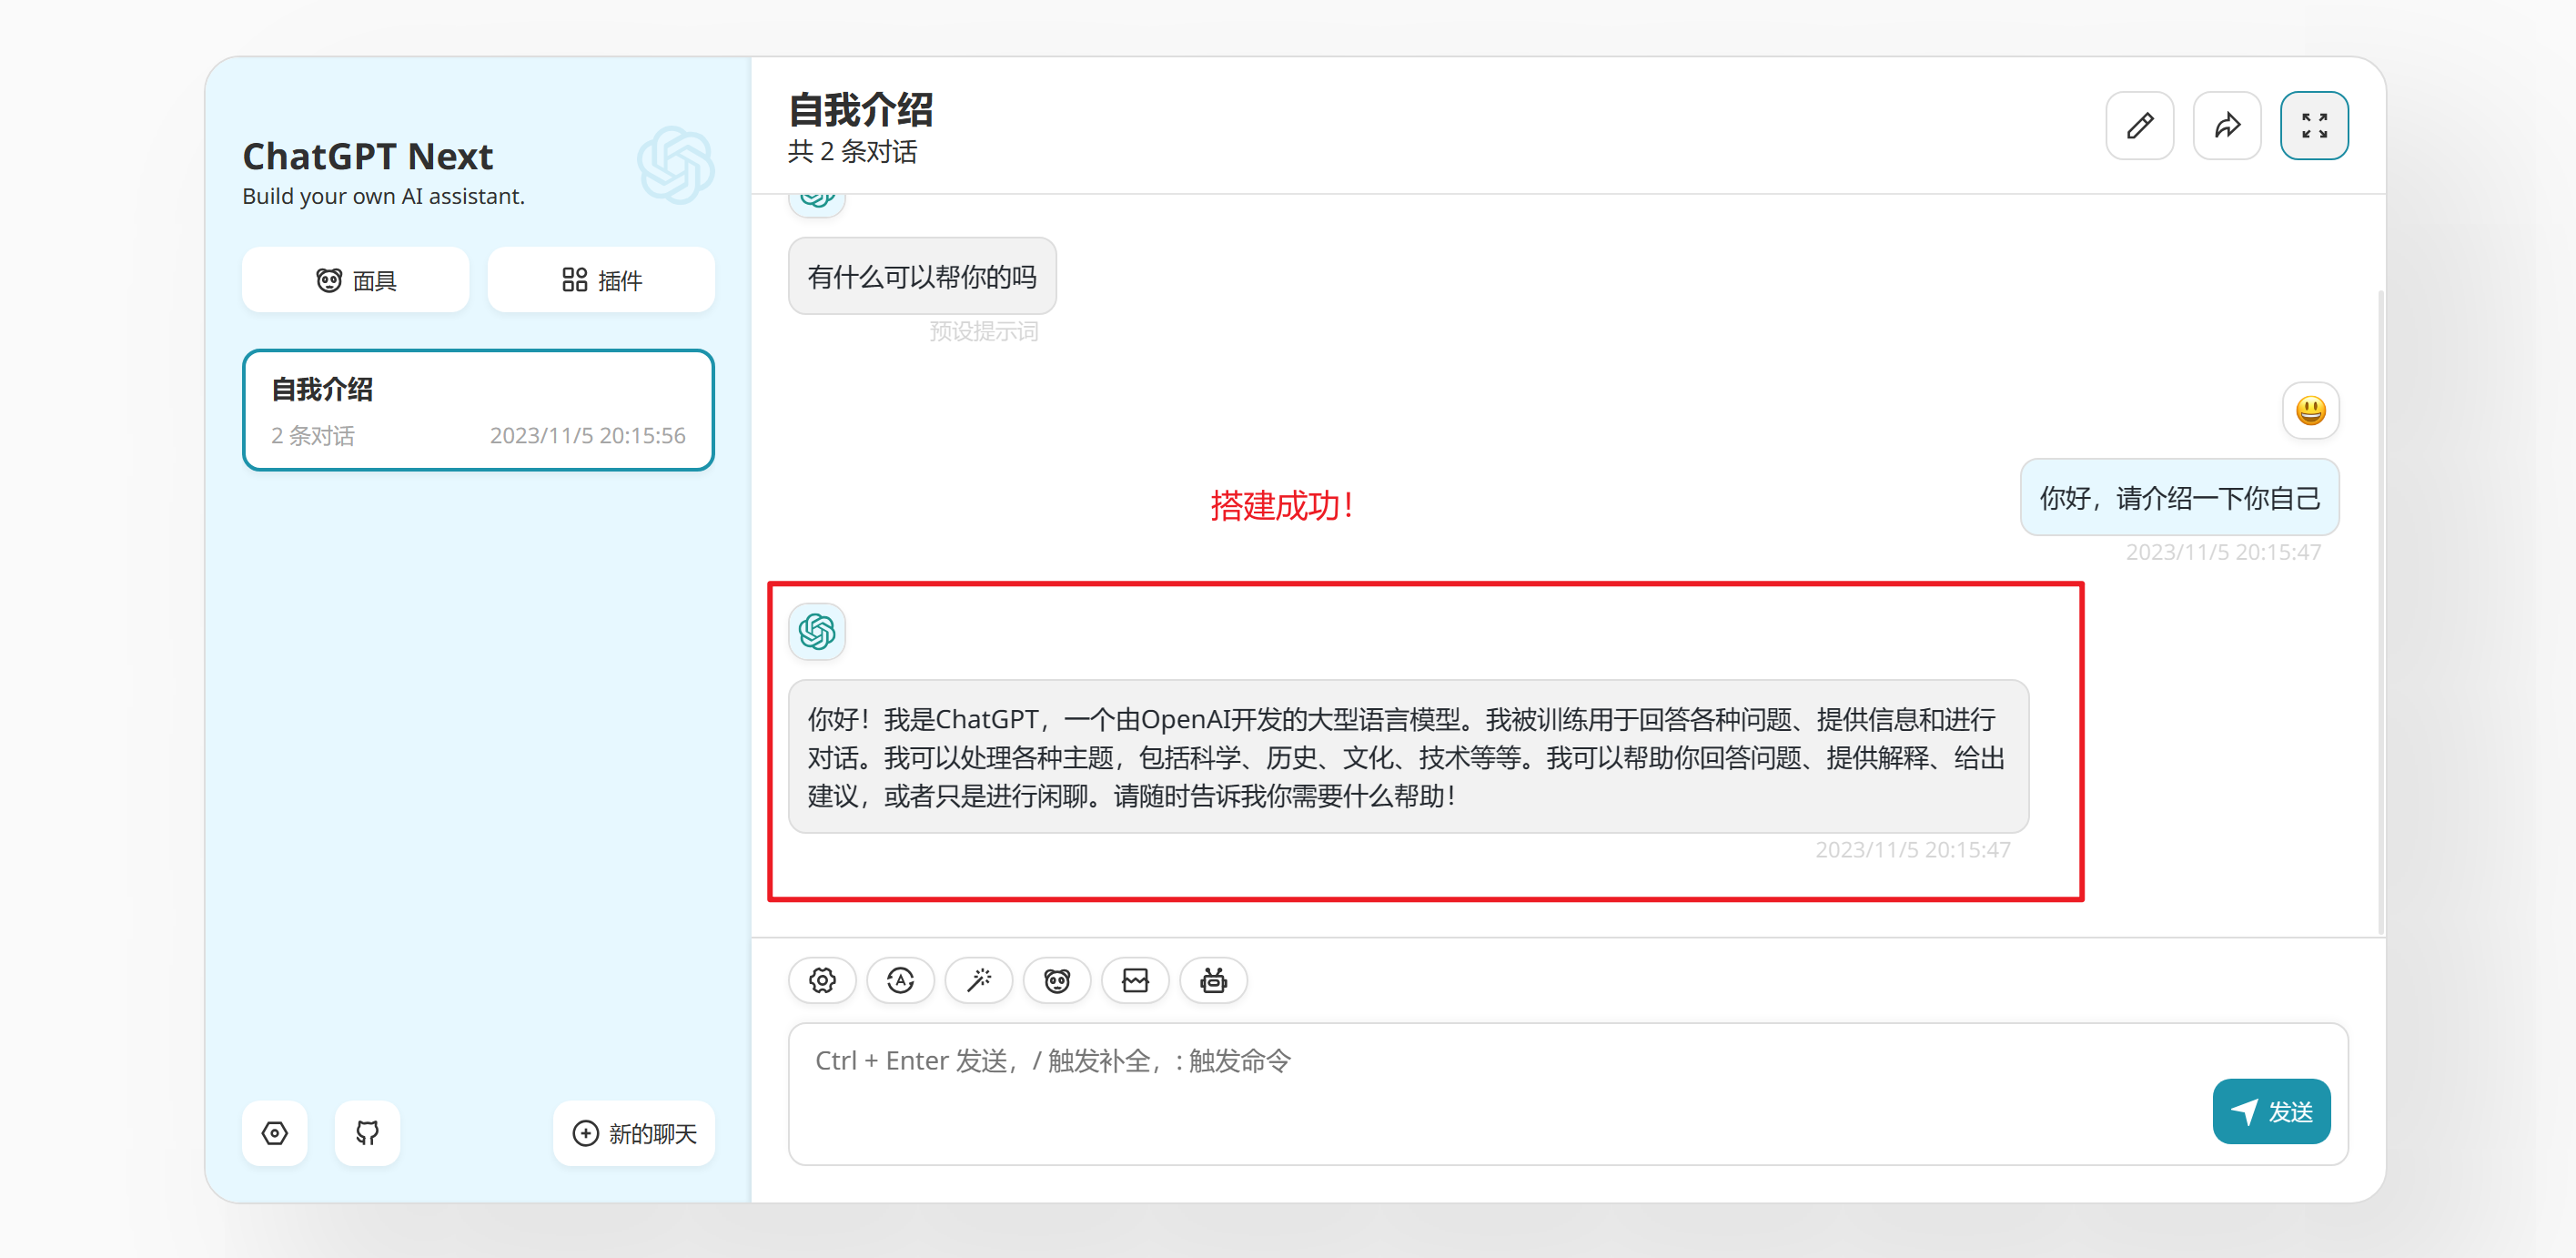 ChatGPT Next
Build your own AI assistant.
面具
插件
自我介绍
2 条对话
2023/11/5 20:15:56
新的聊天
自我介绍
共 2 条对话
有什么可以帮你的吗
预设提示词
你好，请介绍一下你自己
2023/11/5 20:15:47
搭建成功！
你好！我是ChatGPT，一个由OpenAI开发的大型语言模型。我被训练用于回答各种问题、提供信息和进行
对话。我可以处理各种主题，包括科学、历史、文化、技术等等。我可以帮助你回答问题、提供解释、给出
建议，或者只是进行闲聊。请随时告诉我你需要什么帮助！
2023/11/5 20:15:47
Ctrl + Enter 发送，/ 触发补全，: 触发命令
发送